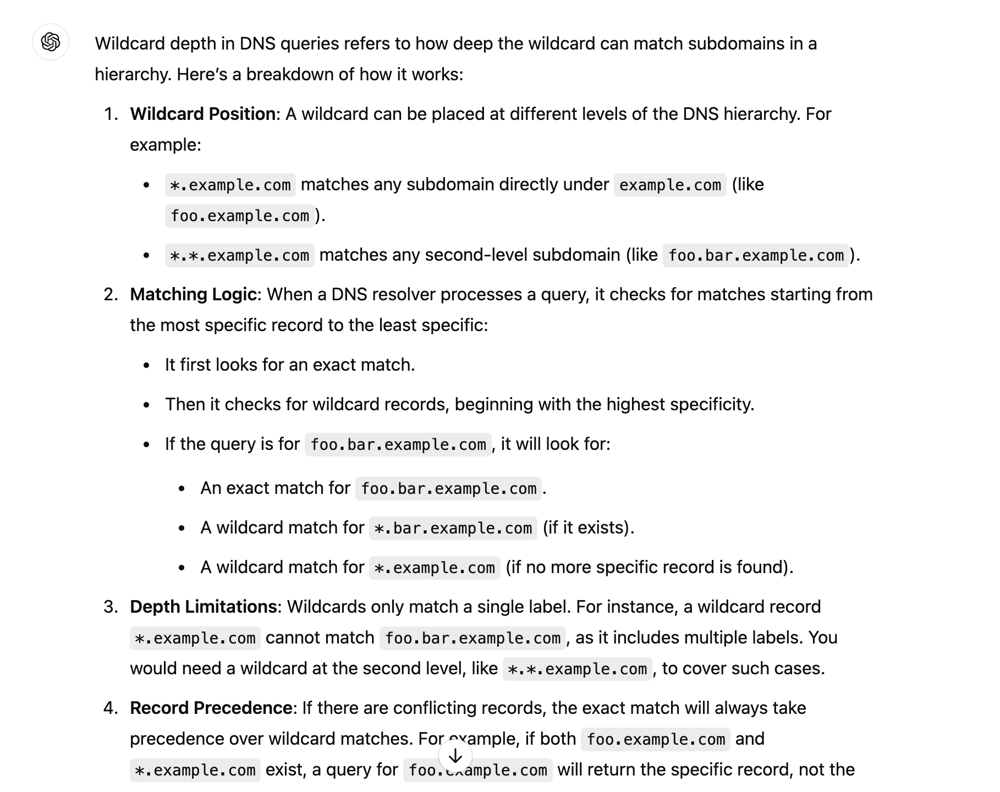 Wildcard depth in DNS queries refers to how deep the wildcard can match subdomains in a
hierarchy. Here’s a breakdown of how it works:
1. Wildcard Position: A wildcard can be placed at different levels of the DNS hierarchy. For
example:
• *.example.com matches any subdomain directly under example.com (like
foo.example.com).
• *.*.example.com matches any second-level subdomain (like foo.bar.example.com).
2. Matching Logic: When a DNS resolver processes a query, it checks for matches starting from
the most specific record to the least specific:
• It first looks for an exact match.
• Then it checks for wildcard records, beginning with the highest specificity.
• If the query is for foo.bar.example.com, it will look for:
• An exact match for foo.bar.example.com.
• A wildcard match for *.bar.example.com (if it exists).
• A wildcard match for *.example.com (if no more specific record is found).
3. Depth Limitations: Wildcards only match a single label. For instance, a wildcard record
*.example.com cannot match foo.bar.example.com, as it includes multiple labels. You
would need a wildcard at the second level, like *.*.example.com, to cover such cases.
4. Record Precedence: If there are conflicting records, the exact match will always take
precedence over wildcard matches. For example, if both foo.example.com and
*.example.com exist, a query for foo.example.com will return the specific record, not the